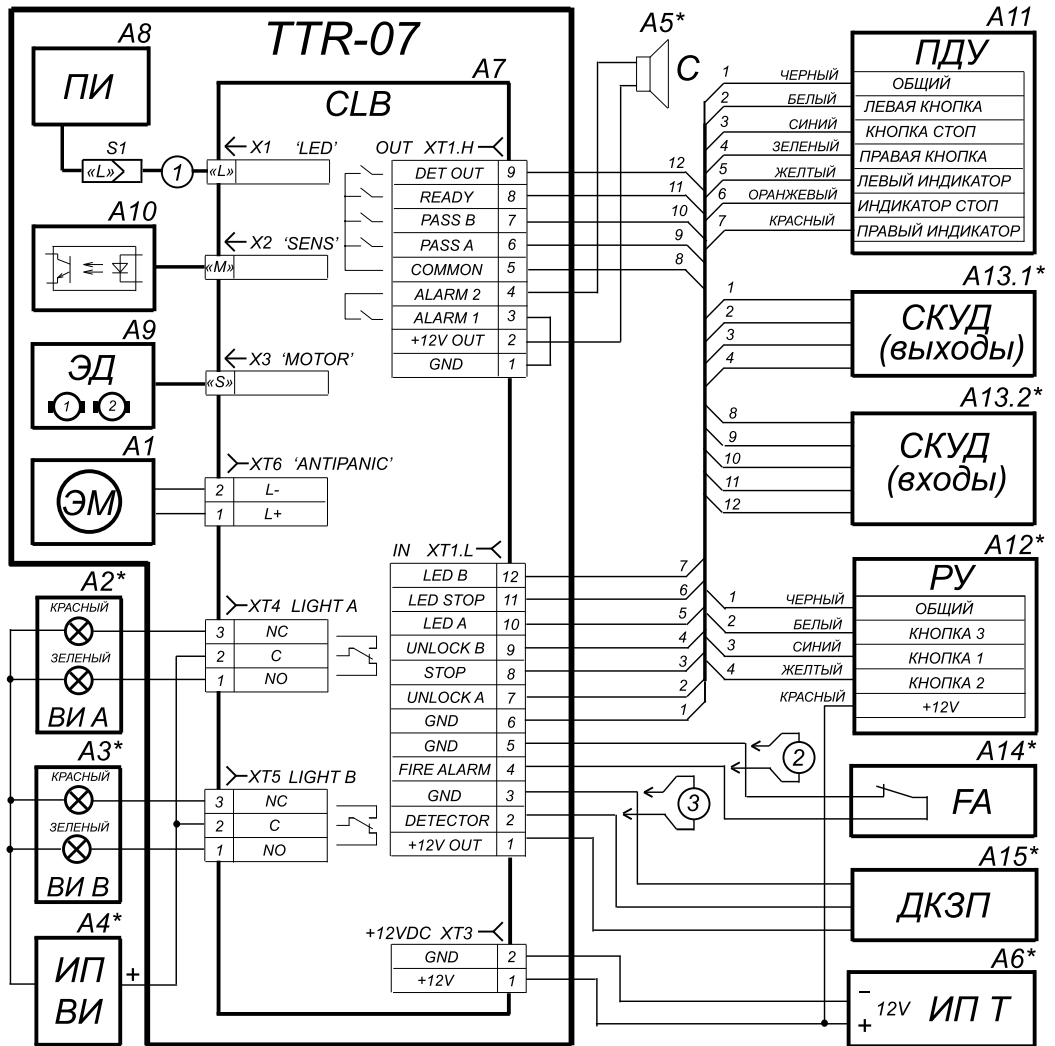 TTR-07
A8
ПИ
S1
«L»
1
«L»
A10
«M»
A9
ЭД
1 2
«S»
A1
ЭМ
A7
CLB
X1 'LED'
X2 'SENS'
X3 'MOTOR'
XT6 'ANTIPANIC'
2 L-
1 L+
OUT XT1.H
DET OUT 9
READY 8
PASS B 7
PASS A 6
COMMON 5
ALARM 2 4
ALARM 1 3
+12V OUT 2
GND 1
A5*
С
12
11
10
9
8
A11
ПДУ
1 ЧЕРНЫЙ ОБЩИЙ
2 БЕЛЫЙ ЛЕВАЯ КНОПКА
3 СИНИЙ КНОПКА СТОП
4 ЗЕЛЕНЫЙ ПРАВАЯ КНОПКА
5 ЖЕЛТЫЙ ЛЕВЫЙ ИНДИКАТОР
6 ОРАНЖЕВЫЙ ИНДИКАТОР СТОП
7 КРАСНЫЙ ПРАВЫЙ ИНДИКАТОР
A13.1*
СКУД
(выходы)
1
2
3
4
A13.2*
СКУД
(входы)
8
9
10
11
12
A2*
КРАСНЫЙ
ЗЕЛЕНЫЙ
ВИ А
XT4 LIGHT A
3 NC
2 C
1 NO
A3*
КРАСНЫЙ
ЗЕЛЕНЫЙ
ВИ В
XT5 LIGHT B
3 NC
2 C
1 NO
A4*
ИП
ВИ
+
IN XT1.L
LED B 12
LED STOP 11
LED A 10
UNLOCK B 9
STOP 8
UNLOCK A 7
GND 6
GND 5
FIRE ALARM 4
GND 3
DETECTOR 2
+12V OUT 1
7
6
5
4
3
2
1
A12*
РУ
1 ЧЕРНЫЙ ОБЩИЙ
2 БЕЛЫЙ КНОПКА 3
3 СИНИЙ КНОПКА 1
4 ЖЕЛТЫЙ КНОПКА 2
КРАСНЫЙ +12V
2
3
A14*
FA
A15*
ДКЗП
+12VDC XT3
GND 2
+12V 1
A6*
−
12V ИП Т
+